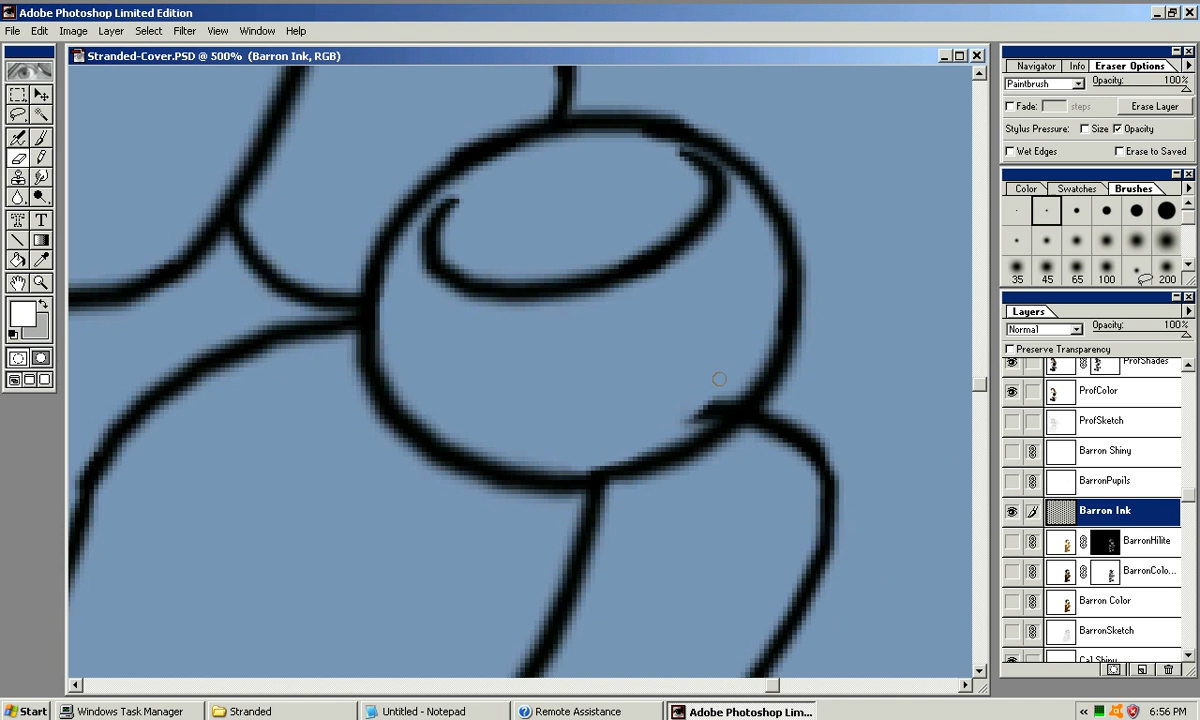 Adobe Photoshop Limited Edition
File Edit Image Layer Select Filter View Window Help
Stranded-Cover.PSD @ 500% (Barron Ink, RGB)
Navigator Info Eraser Options
Paintbrush Opacity: 100%
Fade: steps Erase Layer
Stylus Pressure: Size Opacity
Wet Edges Erase to Saved
Color Swatches Brushes
35 45 65 100 200
Layers
Normal Opacity: 100%
Preserve Transparency
ProfShades
ProfColor
ProfSketch
Barron Shiny
BarronPupils
Barron Ink
BarronHilite
BarronColo...
Barron Color
BarronSketch
Cal Shiny
Start Windows Task Manager Stranded Untitled - Notepad Remote Assistance Adobe Photoshop Lim... « 6:56 PM